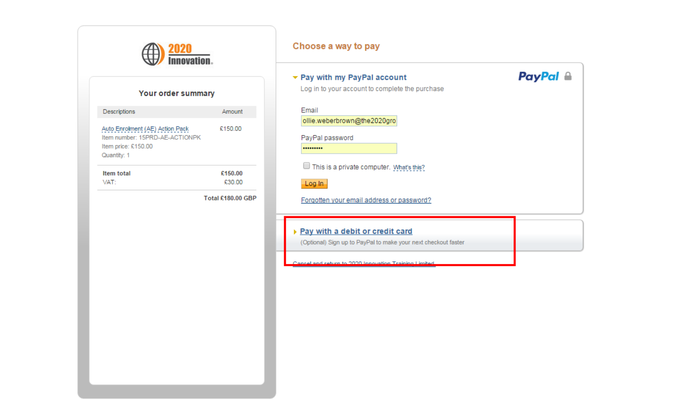 2020
Innovation.
Your order summary
Descriptions Amount
Auto Enrolment (AE) Action Pack £150.00
Item number: 15PRD-AE-ACTIONPK
Item price: £150.00
Quantity: 1
Item total £150.00
VAT: £30.00
Total £180.00 GBP
Choose a way to pay
Pay with my PayPal account PayPal
Log in to your account to complete the purchase
Email
ollie.weberbrown@the2020gro
PayPal password
This is a private computer. What's this?
Log In
Forgotten your email address or password?
Pay with a debit or credit card
(Optional) Sign up to PayPal to make your next checkout faster
Cancel and return to 2020 Innovation Training Limited.